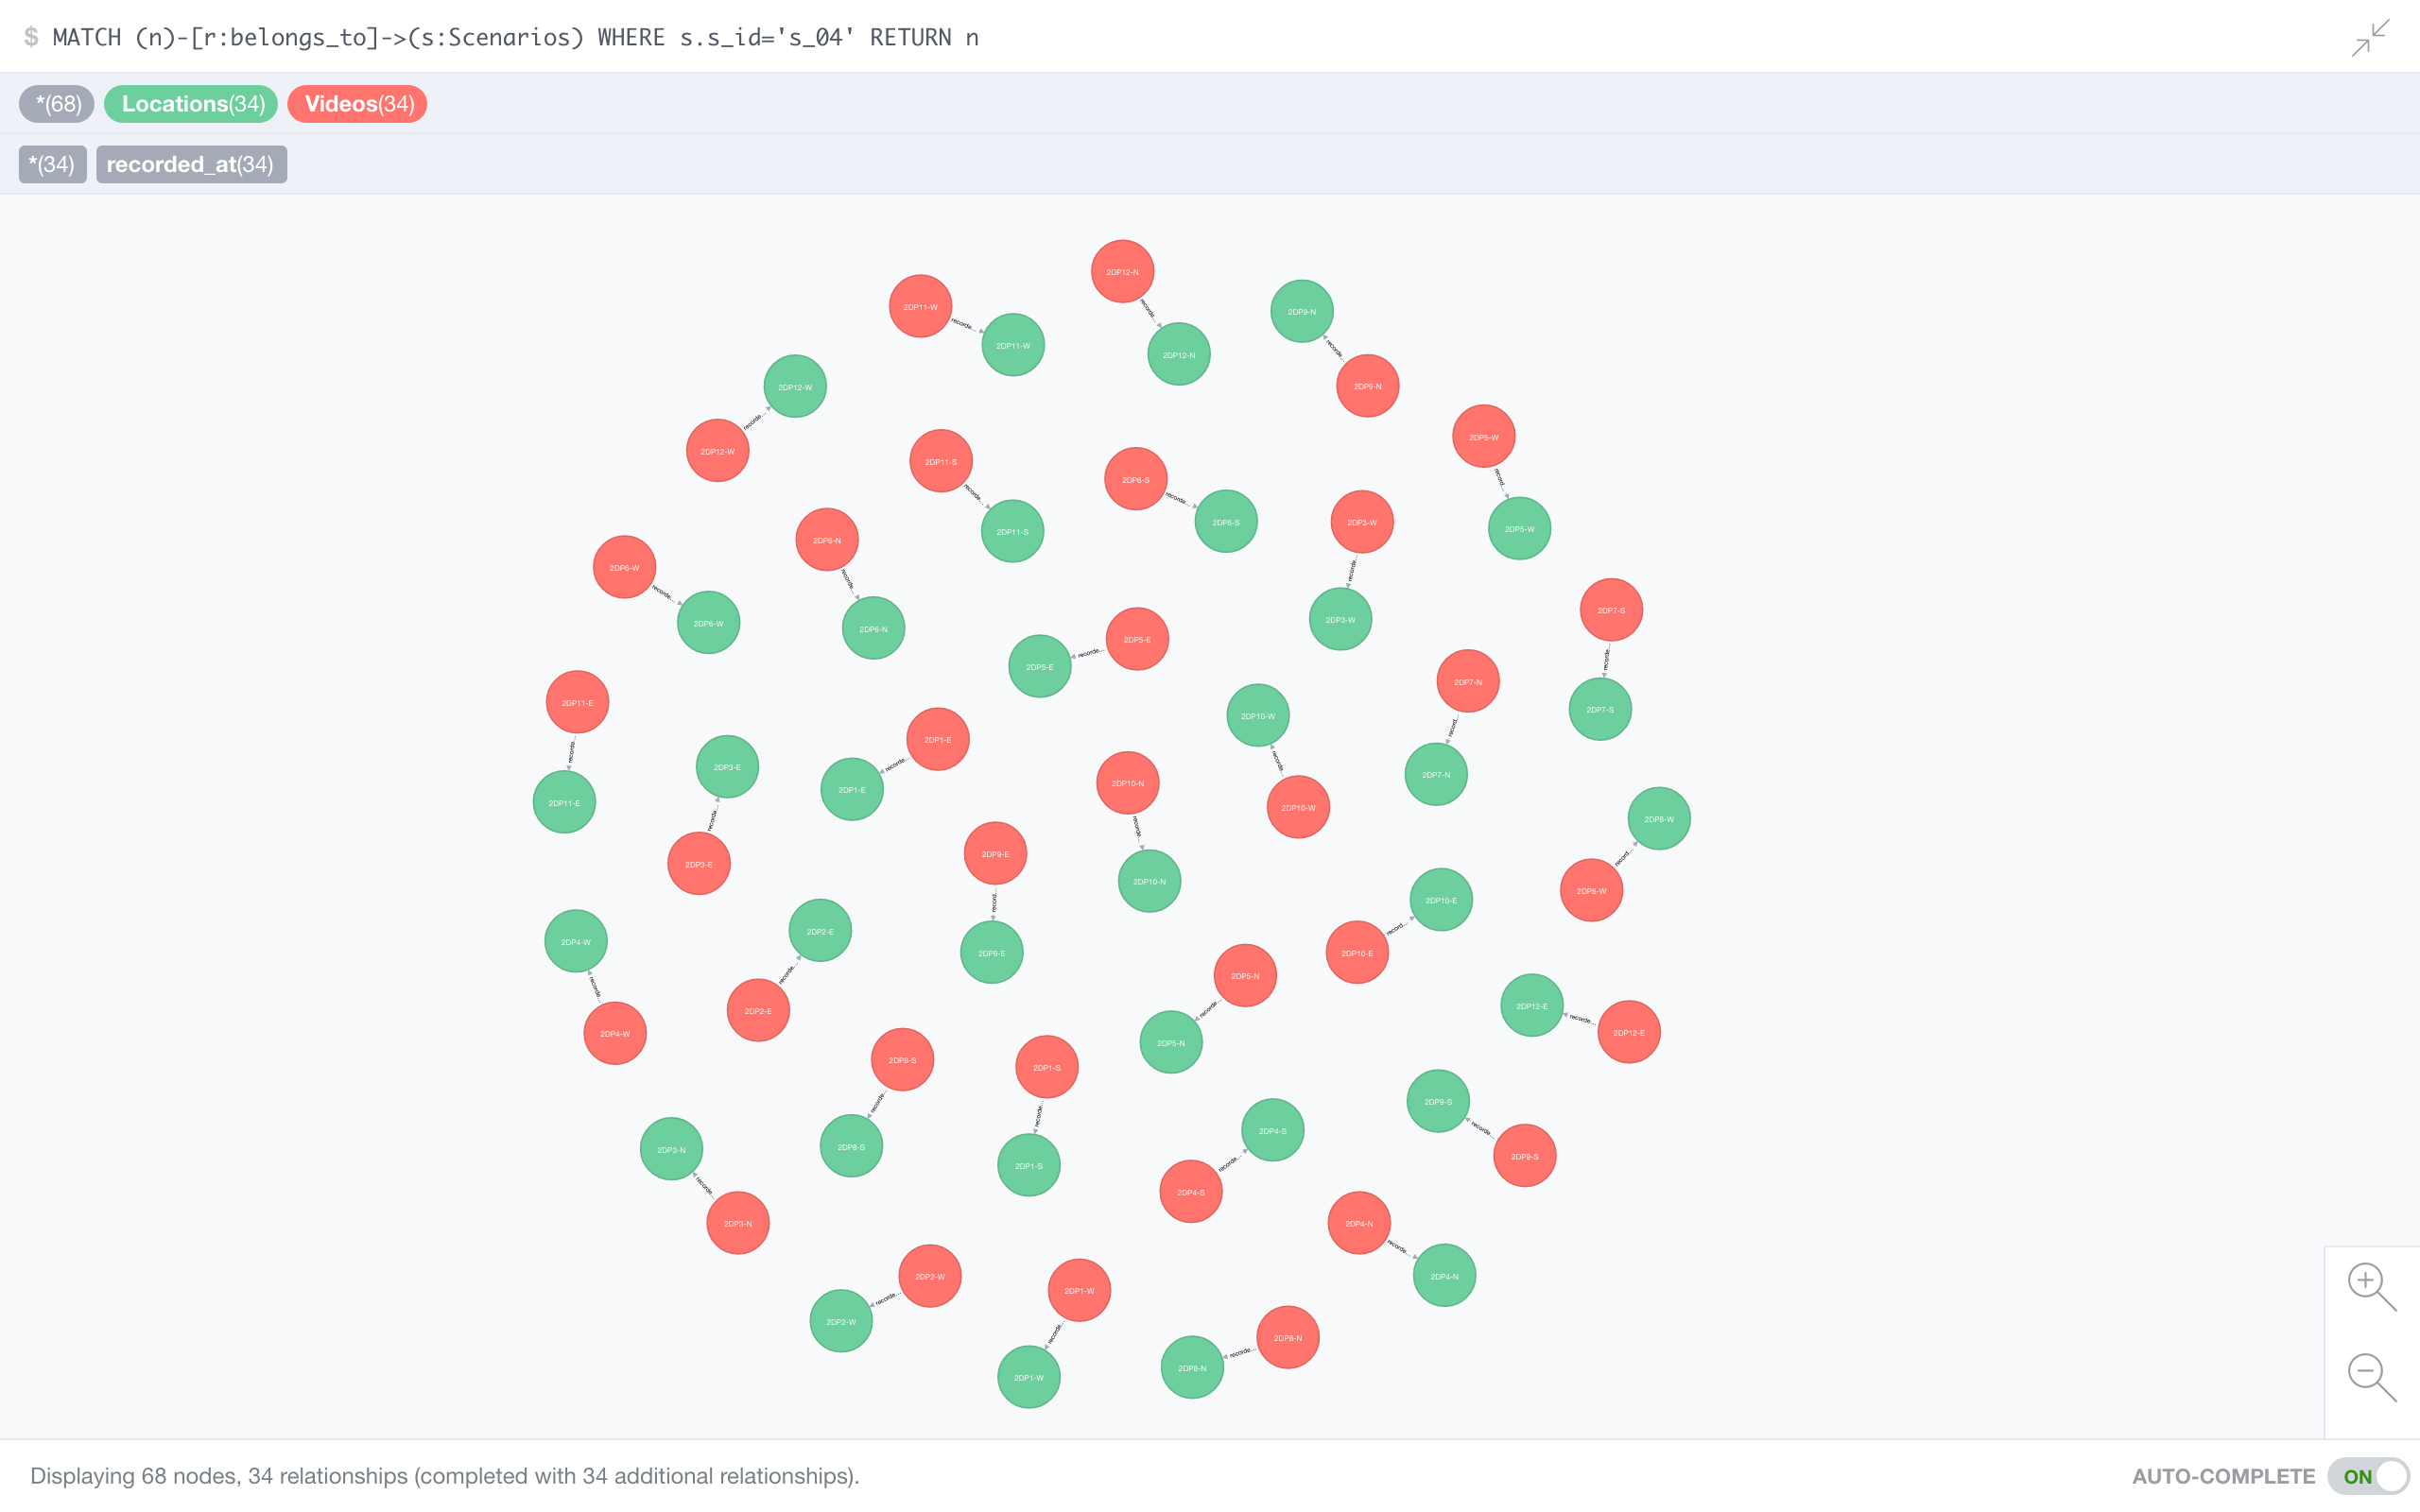 $ MATCH (n)-[r:belongs_to]->(s:Scenarios) WHERE s.s_id='s_04' RETURN n
*(68) Locations(34) Videos(34)
*(34) recorded_at(34)
2DP12-N
recorde...
2DP12-N
2DP11-W
recorde...
2DP11-W
2DP9-N
recorde...
2DP9-N
2DP12-W
recorde...
2DP12-W
2DP5-W
record...
2DP5-W
2DP11-S
recorde...
2DP11-S
2DP6-S
recorde...
2DP6-S
2DP3-W
recorde...
2DP3-W
2DP6-N
recorde...
2DP6-N
2DP6-W
recorde...
2DP6-W
2DP7-S
recorde...
2DP7-S
2DP5-E
recorde...
2DP5-E
2DP7-N
record...
2DP7-N
2DP11-E
recorde...
2DP11-E
2DP10-W
recorde...
2DP10-W
2DP1-E
recorde...
2DP1-E
2DP3-E
recorde...
2DP3-E
2DP10-N
recorde...
2DP10-N
2DP8-W
record...
2DP8-W
2DP9-E
record...
2DP9-E
2DP10-E
record...
2DP10-E
2DP2-E
recorde...
2DP2-E
2DP4-W
recorde...
2DP4-W
2DP5-N
recorde...
2DP5-N
2DP12-E
recorde...
2DP12-E
2DP8-S
recorde...
2DP8-S
2DP1-S
recorde...
2DP1-S
2DP9-S
recorde...
2DP9-S
2DP4-S
recorde...
2DP4-S
2DP3-N
recorde...
2DP3-N
2DP4-N
recorde...
2DP4-N
2DP2-W
recorde...
2DP2-W
2DP1-W
recorde...
2DP1-W
2DP8-N
recorde...
2DP8-N
Displaying 68 nodes, 34 relationships (completed with 34 additional relationships).
AUTO-COMPLETE ON